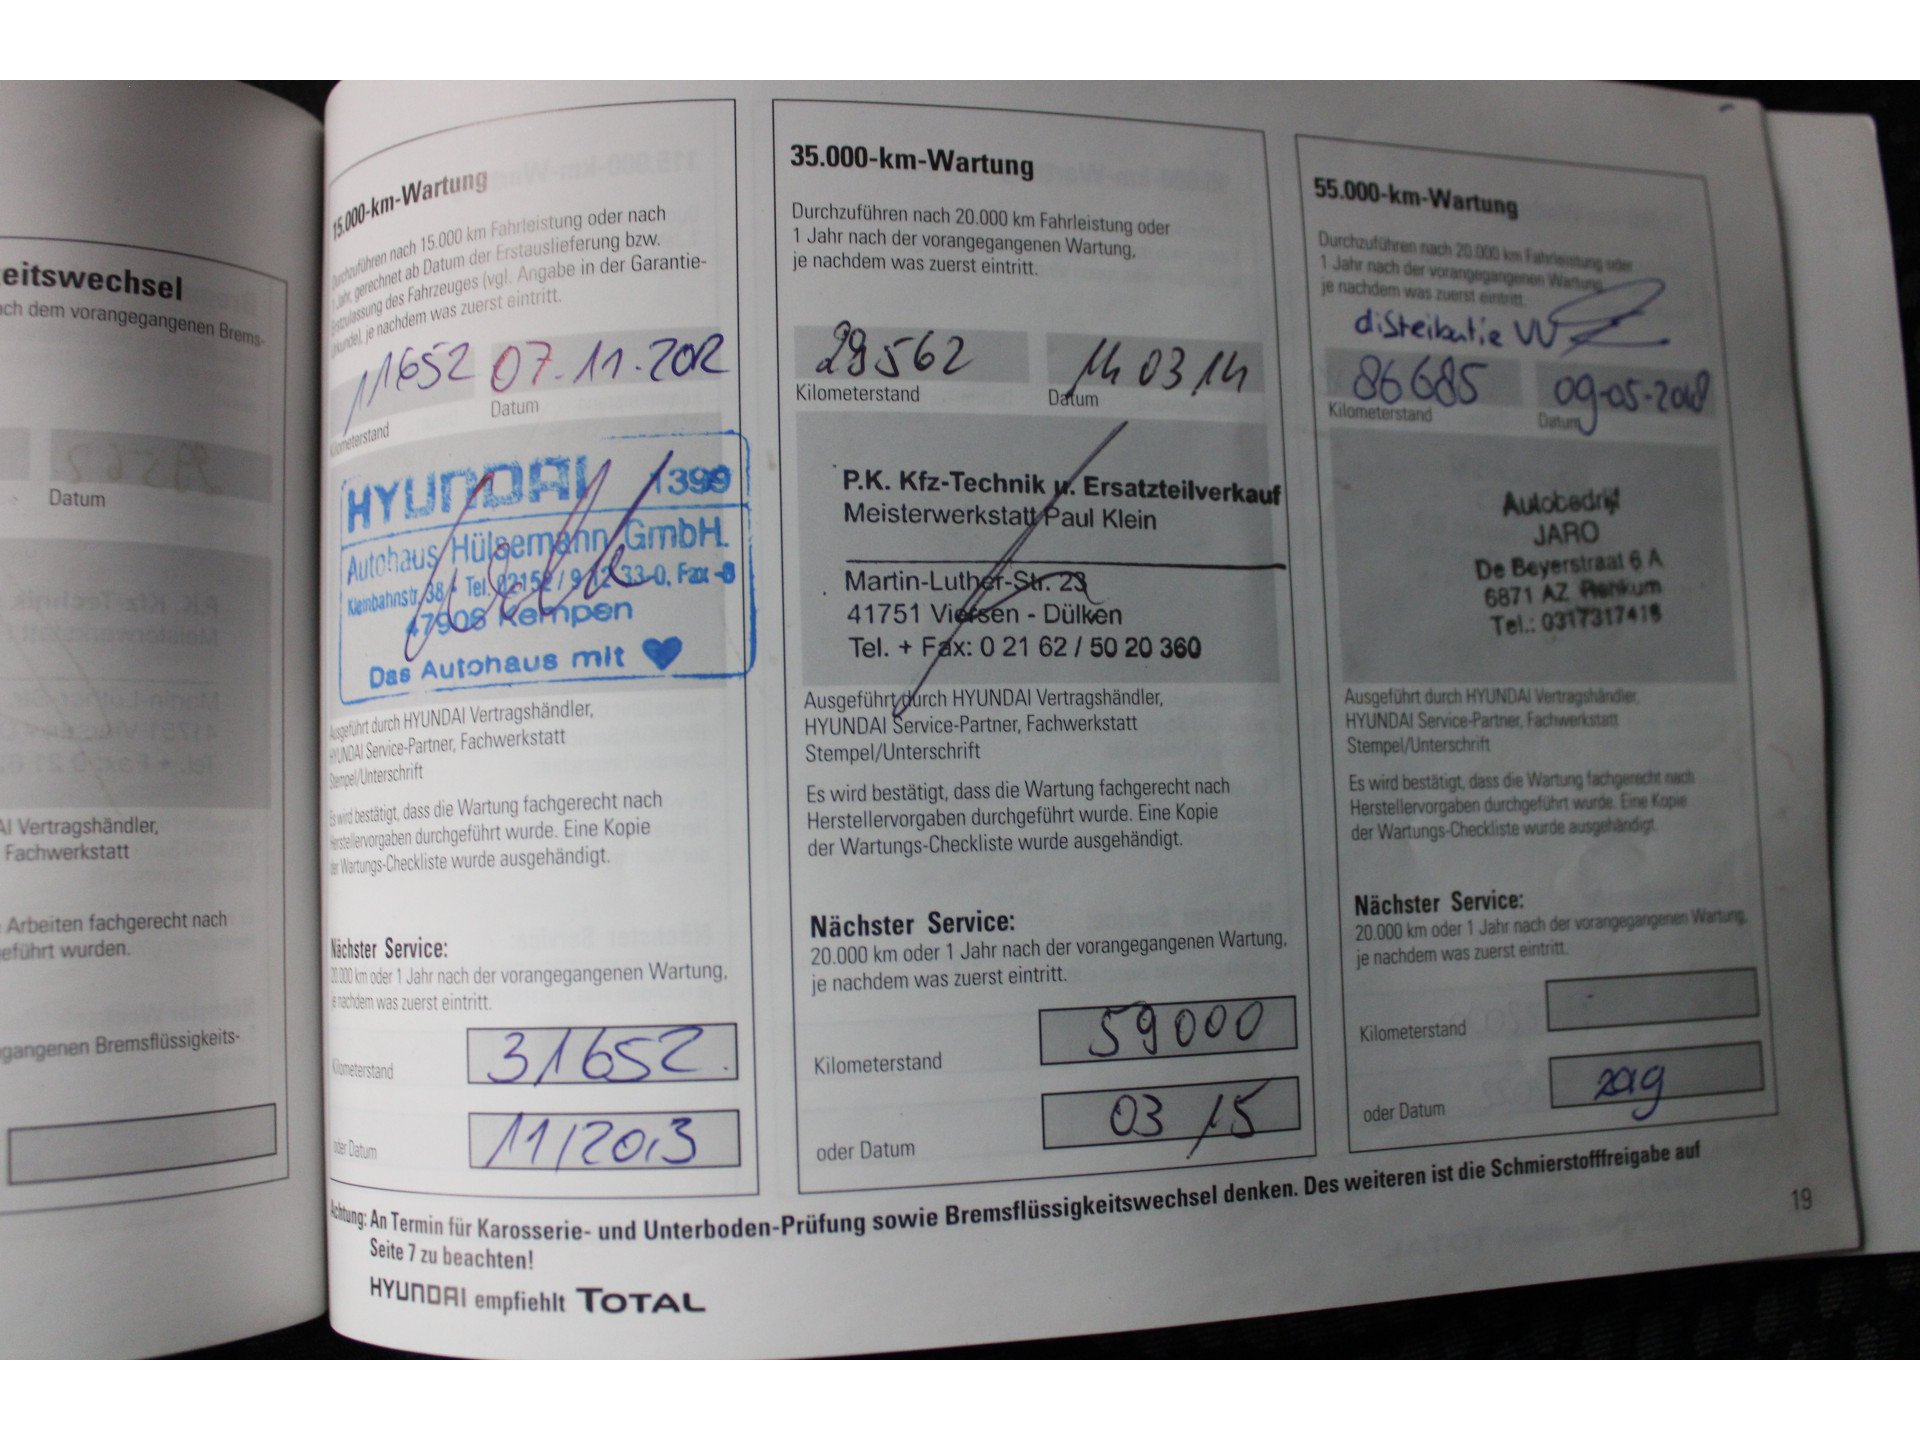 eitswechsel
ch dem vorangegangenen Brems-
Datum
AI Vertragshändler,
Fachwerkstatt
Arbeiten fachgerecht nach
eführt wurden.
gangenen Bremsflüssigkeits-
15.000-km-Wartung
Durchzuführen nach 15.000 km Fahrleistung oder nach
1 Jahr, gerechnet ab Datum der Erstauslieferung bzw.
Erstzulassung des Fahrzeuges (vgl. Angabe in der Garantie-
urkunde), je nachdem was zuerst eintritt.
11652 07.11.2012
Kilometerstand Datum
HYUNDAI 1399
Autohaus Hülsemann GmbH.
Kleinbahnstr. 38 • Tel. 02152 / 9 12 33-0, Fax -8
47906 Kempen
Das Autohaus mit ♥
Ausgeführt durch HYUNDAI Vertragshändler,
HYUNDAI Service-Partner, Fachwerkstatt
Stempel/Unterschrift
Es wird bestätigt, dass die Wartung fachgerecht nach
Herstellervorgaben durchgeführt wurde. Eine Kopie
der Wartungs-Checkliste wurde ausgehändigt.
Nächster Service:
20.000 km oder 1 Jahr nach der vorangegangenen Wartung,
je nachdem was zuerst eintritt.
Kilometerstand 31652.
oder Datum 11/2013
35.000-km-Wartung
Durchzuführen nach 20.000 km Fahrleistung oder
1 Jahr nach der vorangegangenen Wartung,
je nachdem was zuerst eintritt.
29562 14 03 14
Kilometerstand Datum
P.K. Kfz-Technik u. Ersatzteilverkauf
Meisterwerkstatt Paul Klein
Martin-Luther-Str. 23
41751 Viersen - Dülken
Tel. + Fax: 0 21 62 / 50 20 360
Ausgeführt durch HYUNDAI Vertragshändler,
HYUNDAI Service-Partner, Fachwerkstatt
Stempel/Unterschrift
Es wird bestätigt, dass die Wartung fachgerecht nach
Herstellervorgaben durchgeführt wurde. Eine Kopie
der Wartungs-Checkliste wurde ausgehändigt.
Nächster Service:
20.000 km oder 1 Jahr nach der vorangegangenen Wartung,
je nachdem was zuerst eintritt.
Kilometerstand 59000
oder Datum 03 15
55.000-km-Wartung
Durchzuführen nach 20.000 km Fahrleistung oder
1 Jahr nach der vorangegangenen Wartung,
je nachdem was zuerst eintritt.
distributie VV
86685 09-05-2018
Kilometerstand Datum
Autobedrijf
JARO
De Beyerstraat 6 A
6871 AZ Renkum
Tel.: 0317317418
Ausgeführt durch HYUNDAI Vertragshändler,
HYUNDAI Service-Partner, Fachwerkstatt
Stempel/Unterschrift
Es wird bestätigt, dass die Wartung fachgerecht nach
Herstellervorgaben durchgeführt wurde. Eine Kopie
der Wartungs-Checkliste wurde ausgehändigt.
Nächster Service:
20.000 km oder 1 Jahr nach der vorangegangenen Wartung,
je nachdem was zuerst eintritt.
Kilometerstand
oder Datum 2019
Achtung: An Termin für Karosserie- und Unterboden-Prüfung sowie Bremsflüssigkeitswechsel denken. Des weiteren ist die Schmierstofffreigabe auf
Seite 7 zu beachten!
HYUNDAI empfiehlt TOTAL
19